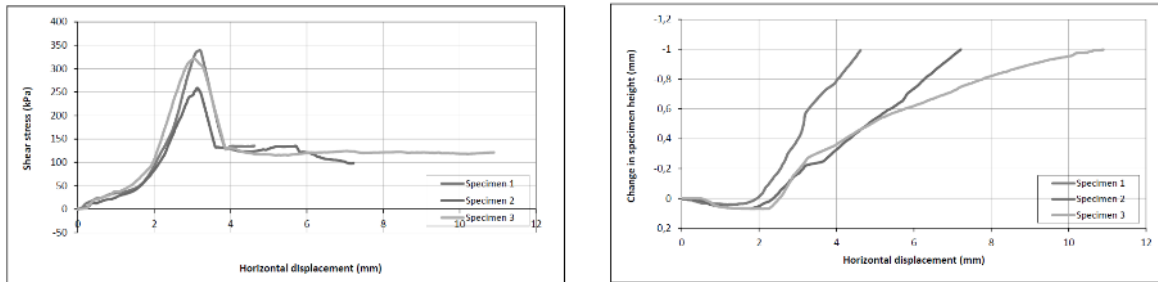 400
350
300
250
200
150
100
50
0
-50
Shear stress (kPa)
0 2 4 6 8 10 12
Specimen 1
Specimen 2
Specimen 3
Horizontal displacement (mm)
-1,2
-1
-0,8
-0,6
-0,4
-0,2
0
0,2
Change in specimen height (mm)
Specimen 1
Specimen 2
Specimen 3
0 2 4 6 8 10 12
Horizontal displacement (mm)